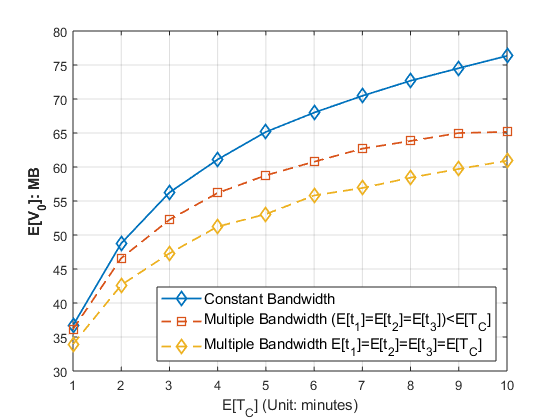 80
75
70
65
60
55
50
45
40
35
30
E[V0]: MB
Constant Bandwidth
Multiple Bandwidth (E[t1]=E[t2]=E[t3])<E[TC]
Multiple Bandwidth E[t1]=E[t2]=E[t3]=E[TC]
1 2 3 4 5 6 7 8 9 10
E[TC] (Unit: minutes)